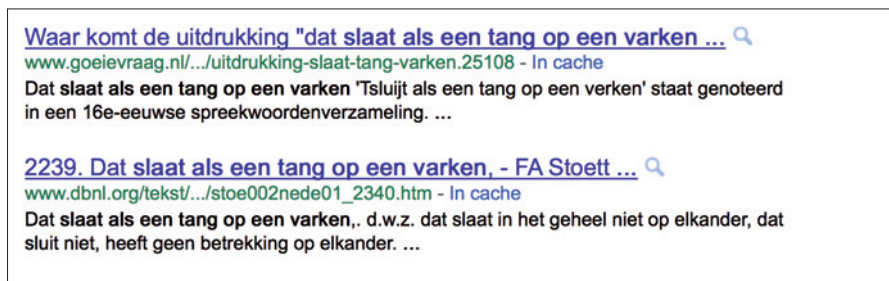 Waar komt de uitdrukking "dat slaat als een tang op een varken ...
www.goeievraag.nl/.../uitdrukking-slaat-tang-varken.25108 - In cache
Dat slaat als een tang op een varken 'Tsluijt als een tang op een verken' staat genoteerd
in een 16e-eeuwse spreekwoordenverzameling. ...
2239. Dat slaat als een tang op een varken, - FA Stoett ...
www.dbnl.org/tekst/.../stoe002nede01_2340.htm - In cache
Dat slaat als een tang op een varken,. d.w.z. dat slaat in het geheel niet op elkander, dat
sluit niet, heeft geen betrekking op elkander. ...